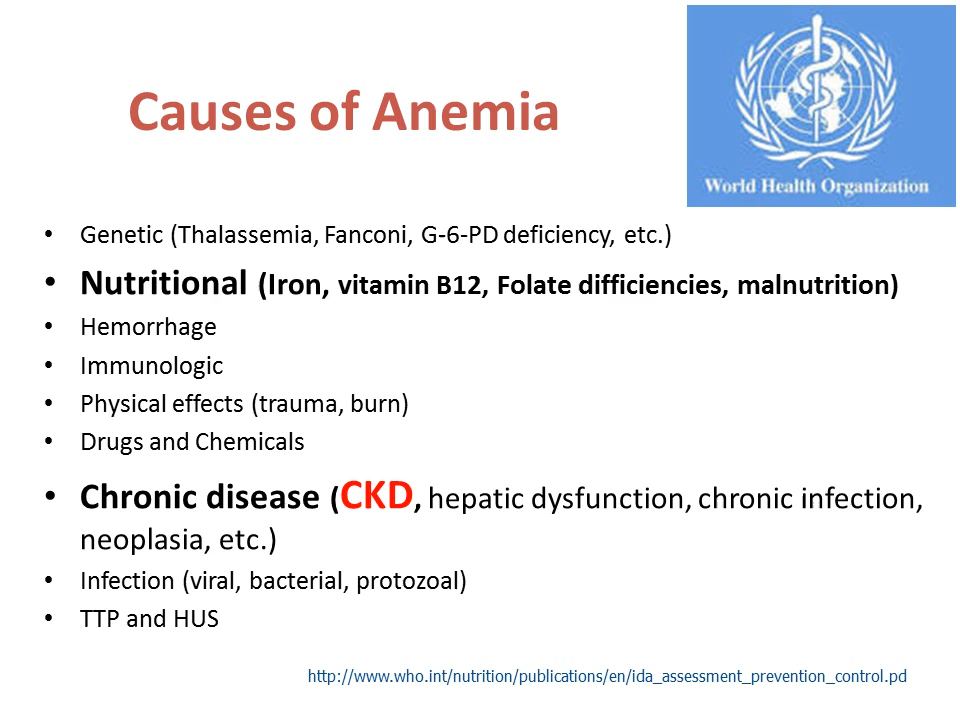 Causes of Anemia
World Health Organization
• Genetic (Thalassemia, Fanconi, G-6-PD deficiency, etc.)
• Nutritional (Iron, vitamin B12, Folate difficiencies, malnutrition)
• Hemorrhage
• Immunologic
• Physical effects (trauma, burn)
• Drugs and Chemicals
• Chronic disease (CKD, hepatic dysfunction, chronic infection,
neoplasia, etc.)
• Infection (viral, bacterial, protozoal)
• TTP and HUS
http://www.who.int/nutrition/publications/en/ida_assessment_prevention_control.pd